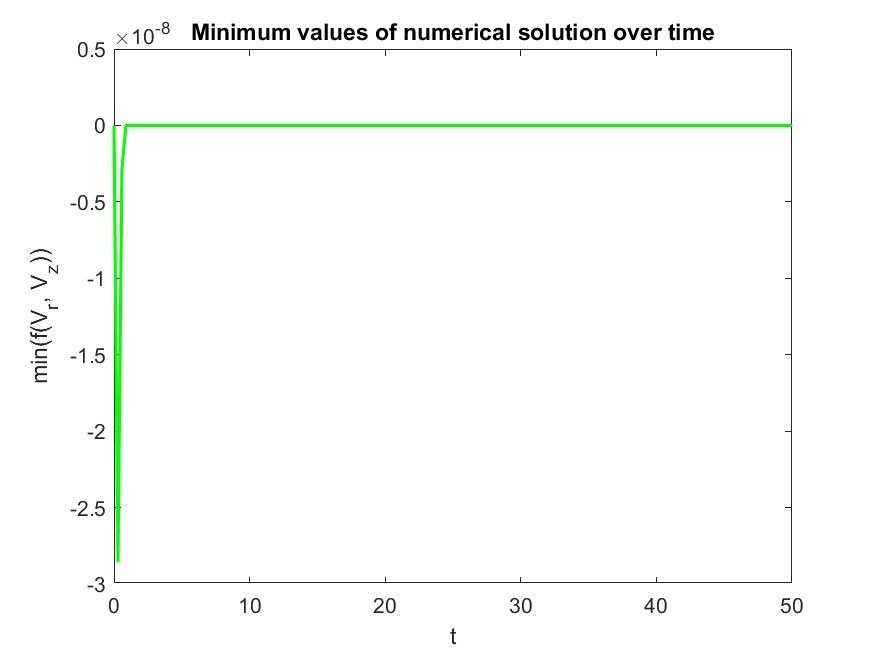 ×10⁻⁸ Minimum values of numerical solution over time
0.5
0
-0.5
-1
-1.5
-2
-2.5
-3
min(f(V_r, V_z))
0 10 20 30 40 50
t